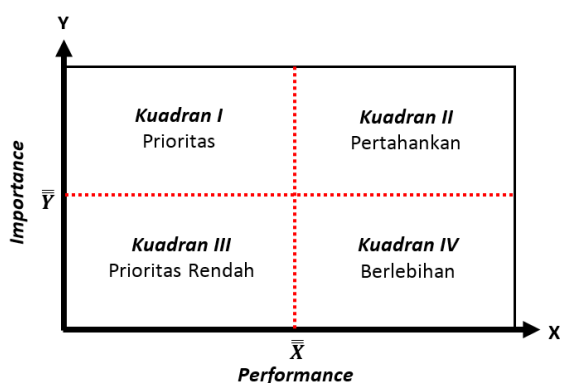 Y
Kuadran I
Prioritas
Kuadran II
Pertahankan
Importance
Y̿
Kuadran III
Prioritas Rendah
Kuadran IV
Berlebihan
X
X̿
Performance